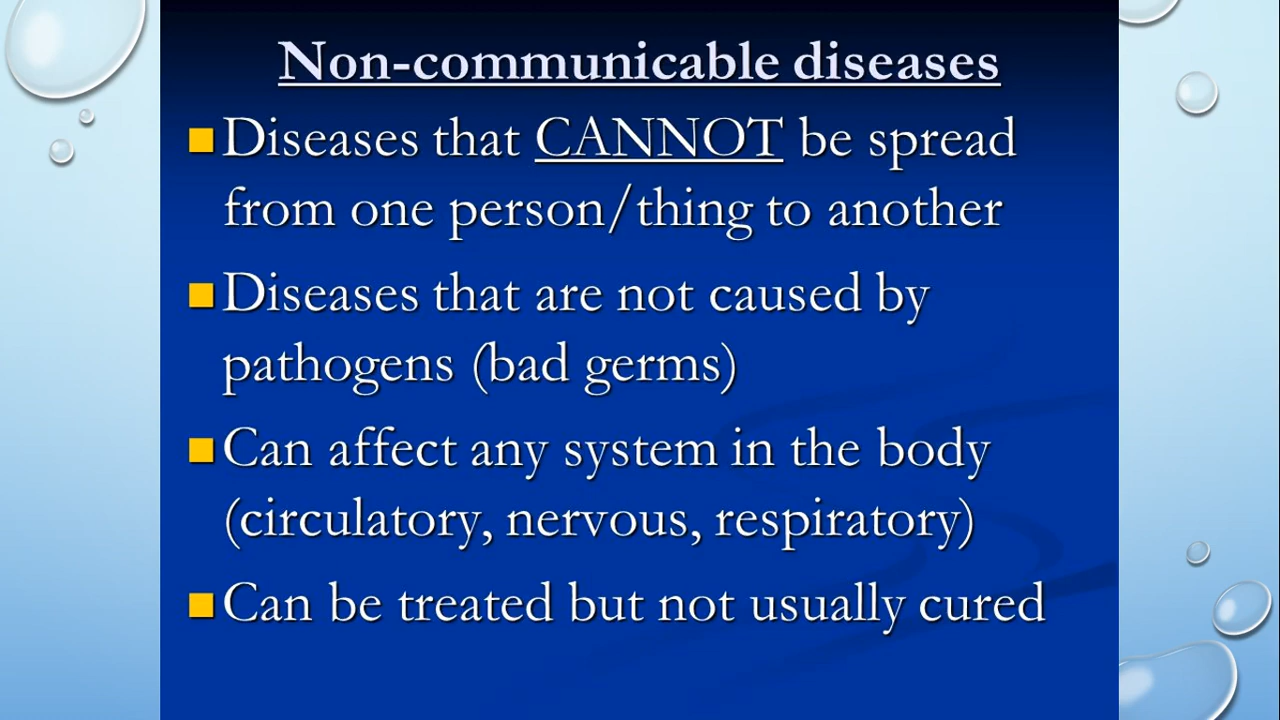 Non-communicable diseases
Diseases that CANNOT be spread
from one person/thing to another
Diseases that are not caused by
pathogens (bad germs)
Can affect any system in the body
(circulatory, nervous, respiratory)
Can be treated but not usually cured